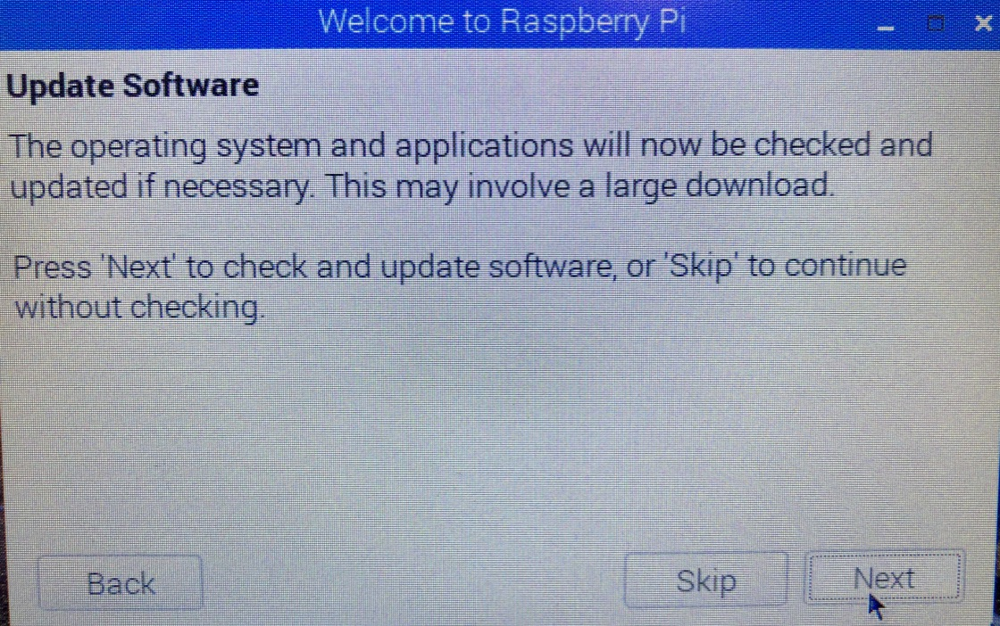 Welcome to Raspberry Pi
Update Software
The operating system and applications will now be checked and
updated if necessary. This may involve a large download.
Press 'Next' to check and update software, or 'Skip' to continue
without checking.
Back
Skip
Next